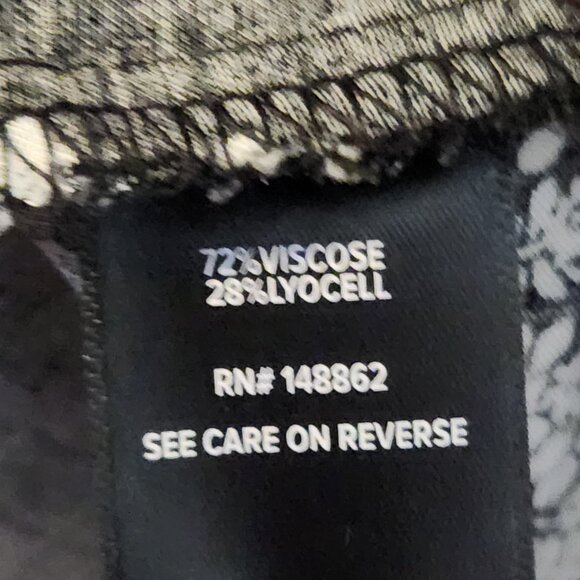 72%VISCOSE
28%LYOCELL
RN# 148862
SEE CARE ON REVERSE